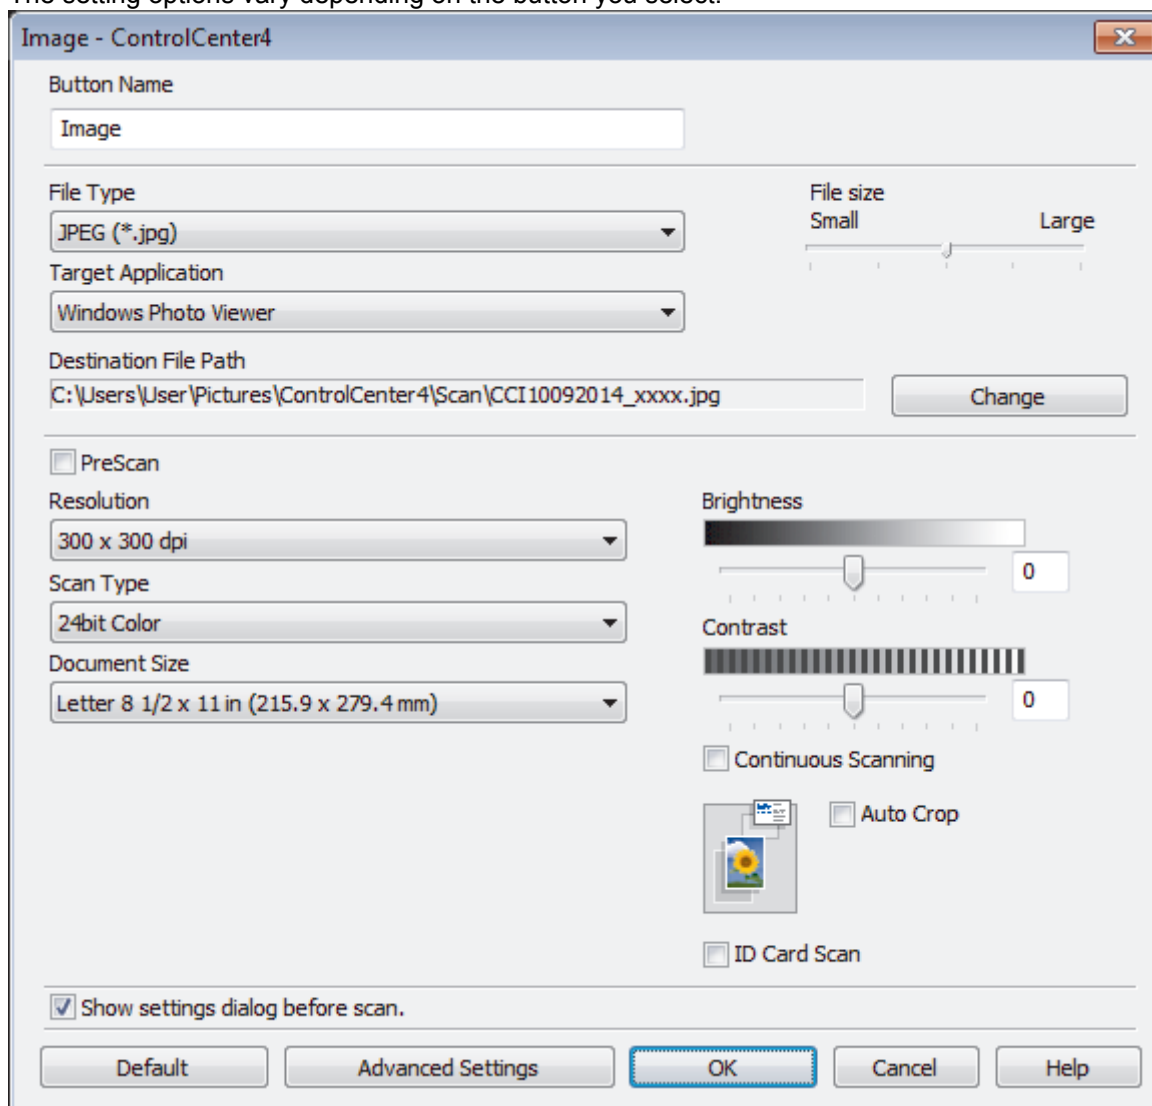 The setting options vary depending on the button you select.
Image - ControlCenter4
Button Name
Image
File Type
JPEG (*.jpg)
File size
Small Large
Target Application
Windows Photo Viewer
Destination File Path
C:\Users\User\Pictures\ControlCenter4\Scan\CCI10092014_xxxx.jpg
Change
PreScan
Resolution
300 x 300 dpi
Scan Type
24bit Color
Document Size
Letter 8 1/2 x 11 in (215.9 x 279.4 mm)
Brightness
0
Contrast
0
Continuous Scanning
Auto Crop
ID Card Scan
Show settings dialog before scan.
Default Advanced Settings OK Cancel Help